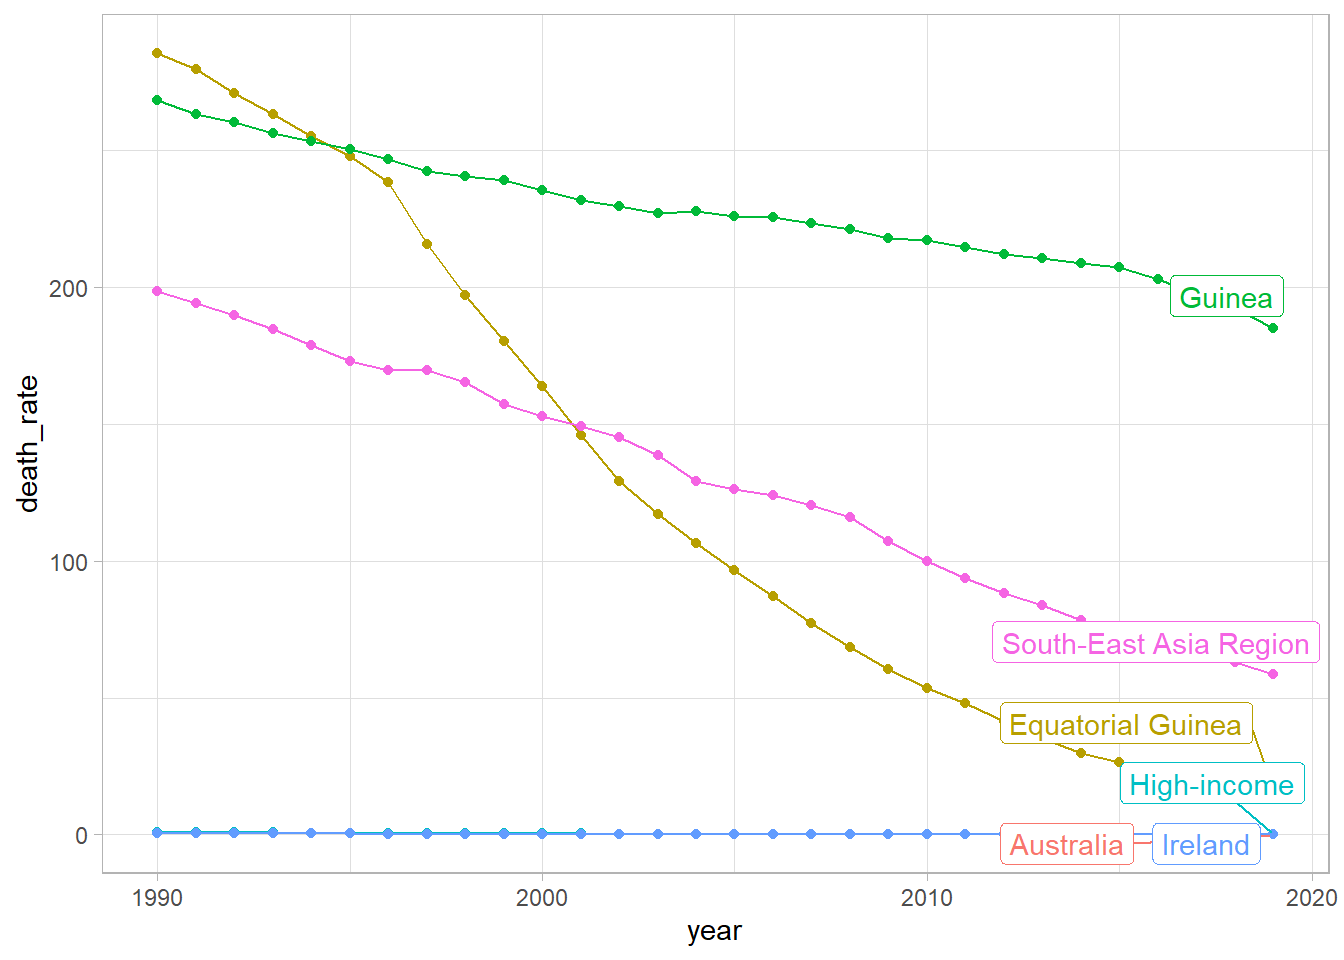 200
100
0
1990
2000
2010
2020
year
death_rate
Guinea
South-East Asia Region
Equatorial Guinea
High-income
Australia
Ireland